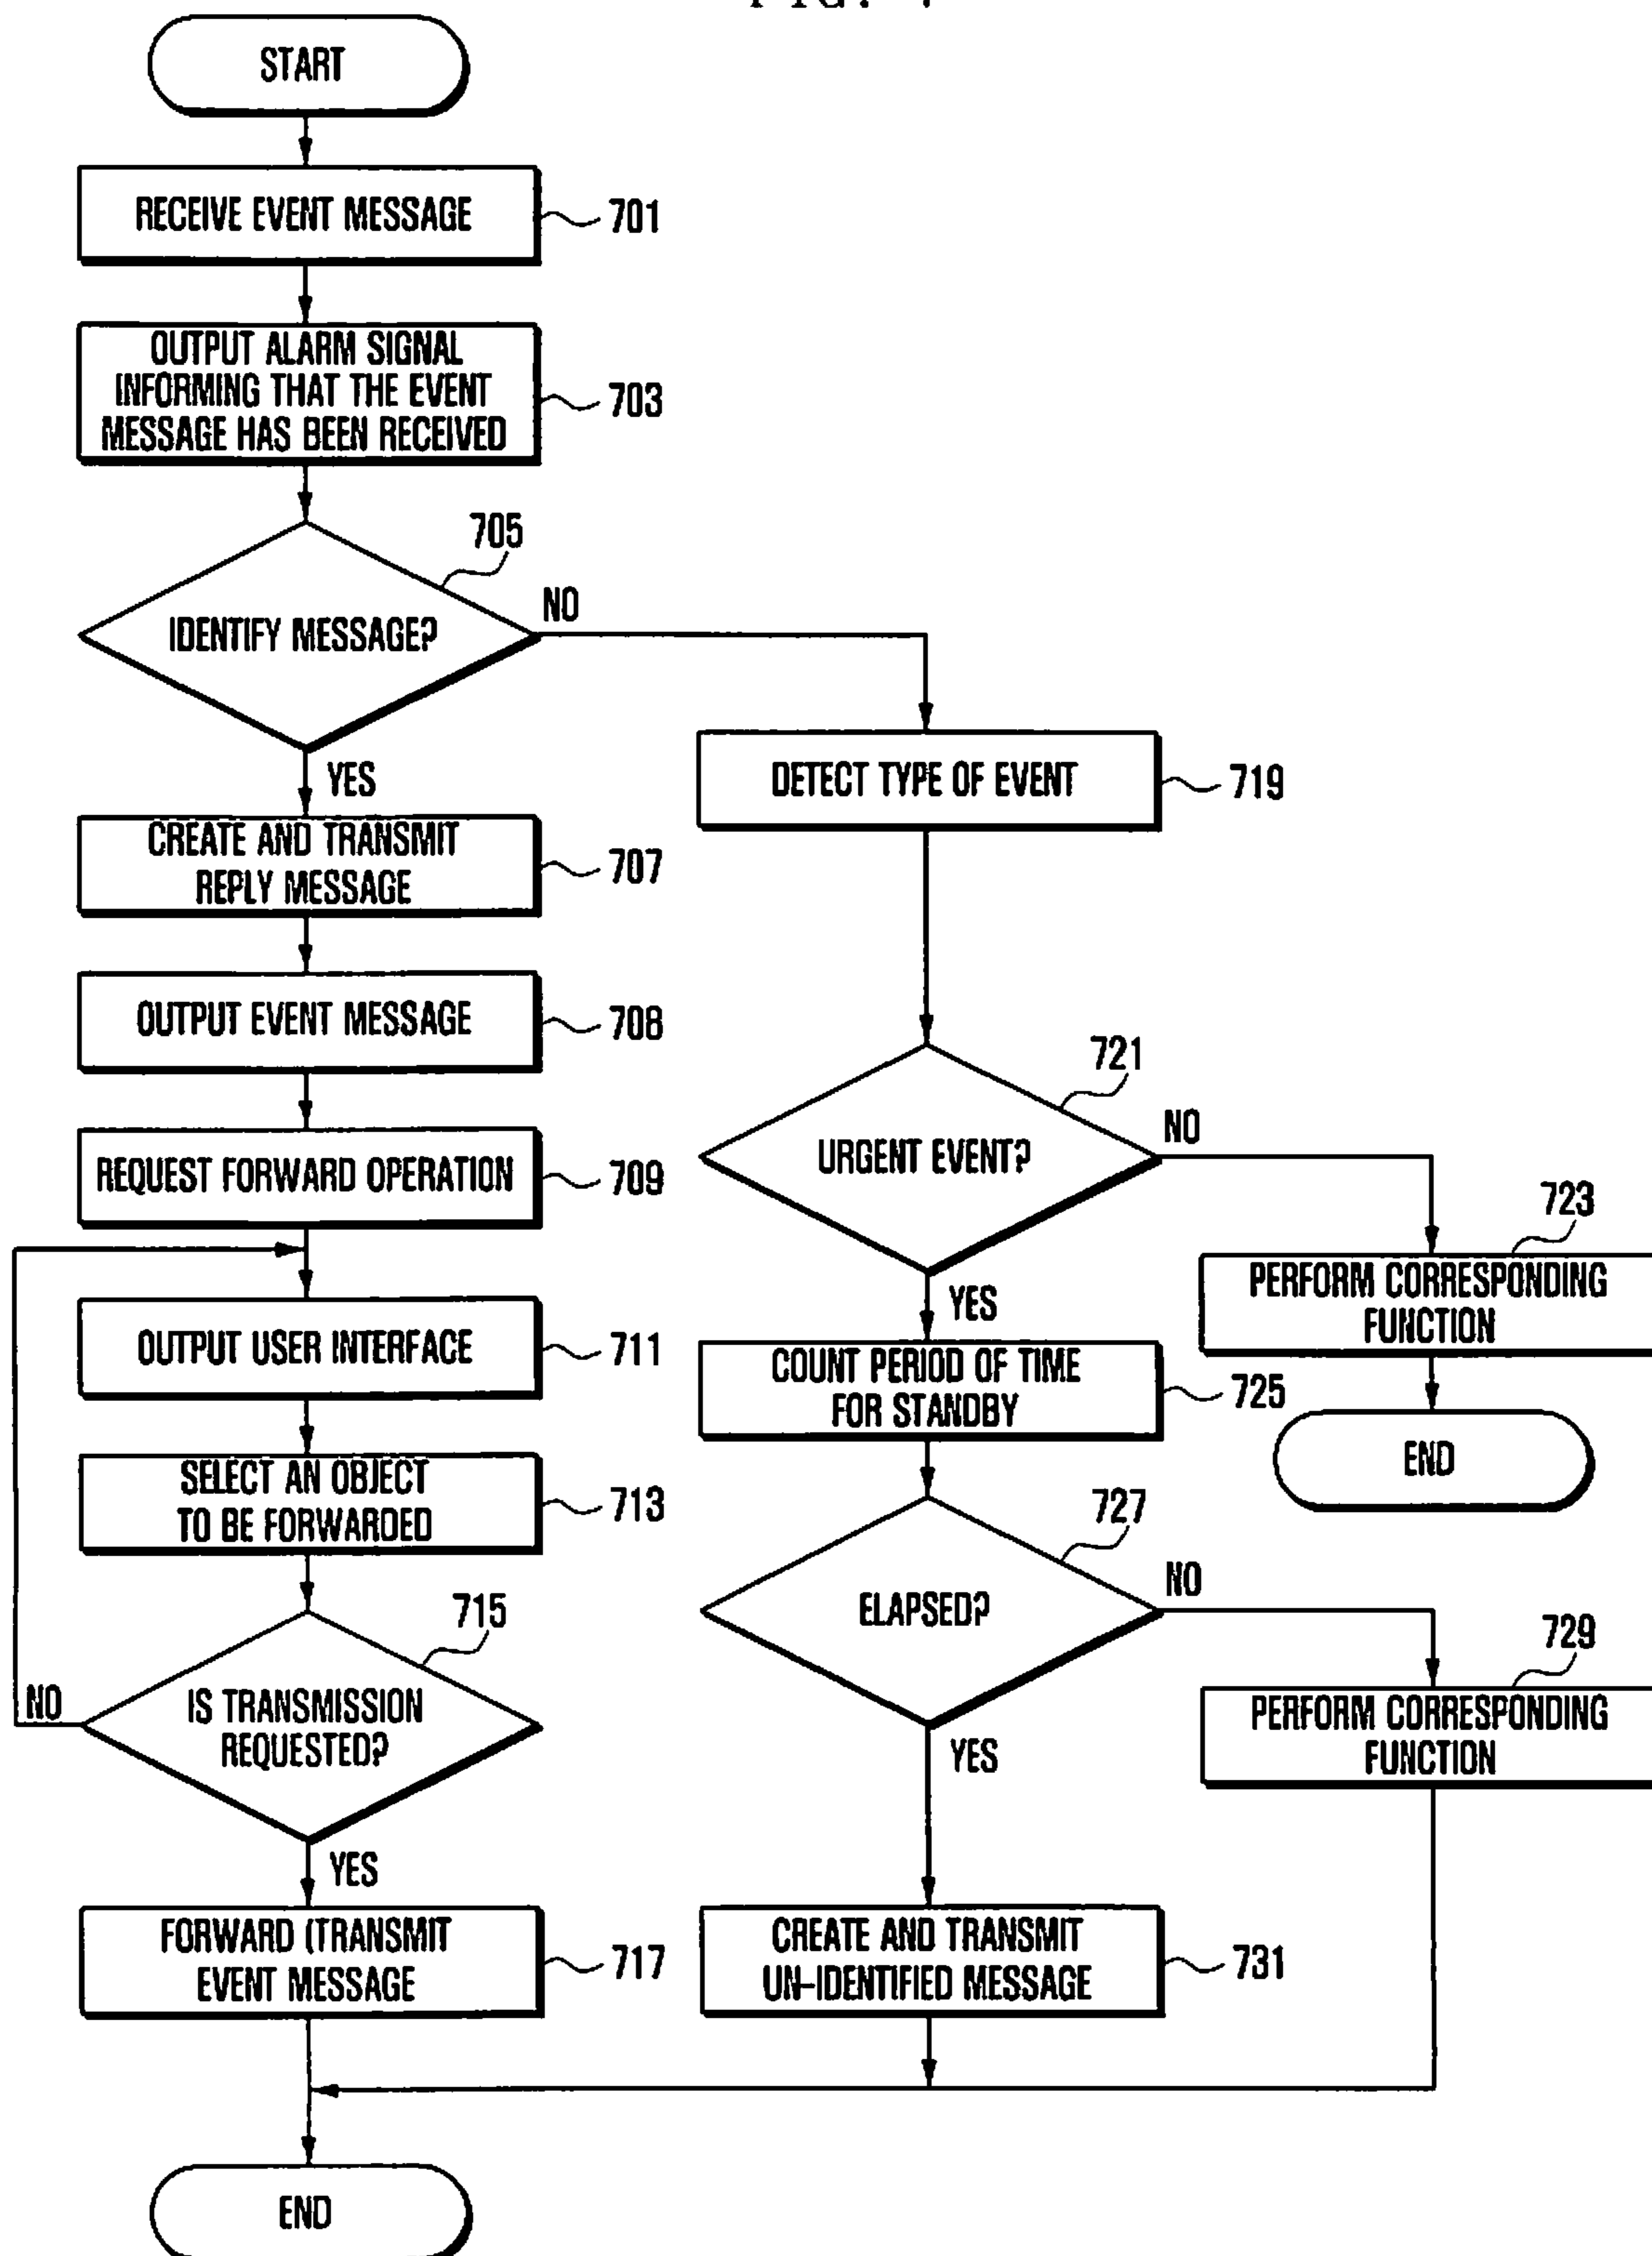 START
RECEIVE EVENT MESSAGE
701
OUTPUT ALARM SIGNAL
INFORMING THAT THE EVENT
MESSAGE HAS BEEN RECEIVED
703
705
IDENTIFY MESSAGE?
NO
YES
CREATE AND TRANSMIT
REPLY MESSAGE
707
OUTPUT EVENT MESSAGE
708
REQUEST FORWARD OPERATION
709
OUTPUT USER INTERFACE
711
SELECT AN OBJECT
TO BE FORWARDED
713
715
IS TRANSMISSION
REQUESTED?
NO
YES
FORWARD (TRANSMIT
EVENT MESSAGE
717
DETECT TYPE OF EVENT
719
721
URGENT EVENT?
NO
YES
723
PERFORM CORRESPONDING
FUNCTION
END
COUNT PERIOD OF TIME
FOR STANDBY
725
727
ELAPSED?
NO
YES
729
PERFORM CORRESPONDING
FUNCTION
CREATE AND TRANSMIT
UN-IDENTIFIED MESSAGE
731
END